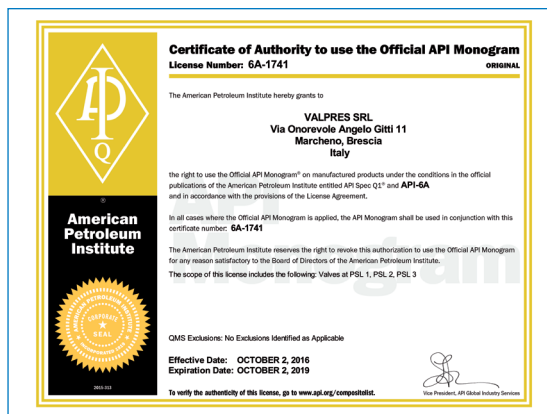 API
Q
®
American
Petroleum
Institute
AMERICAN PETROLEUM INSTITUTE
CORPORATE
SEAL
INCORPORATED 1919
2015-313
Certificate of Authority to use the Official API Monogram
License Number: 6A-1741
ORIGINAL
The American Petroleum Institute hereby grants to
VALPRES SRL
Via Onorevole Angelo Gitti 11
Marcheno, Brescia
Italy
the right to use the Official API Monogram® on manufactured products under the conditions in the official
publications of the American Petroleum Institute entitled API Spec Q1® and API-6A
and in accordance with the provisions of the License Agreement.
API
Monogram
In all cases where the Official API Monogram is applied, the API Monogram shall be used in conjunction with this
certificate number: 6A-1741
The American Petroleum Institute reserves the right to revoke this authorization to use the Official API Monogram
for any reason satisfactory to the Board of Directors of the American Petroleum Institute.
The scope of this license includes the following: Valves at PSL 1, PSL 2, PSL 3
QMS Exclusions: No Exclusions Identified as Applicable
Effective Date: OCTOBER 2, 2016
Expiration Date: OCTOBER 2, 2019
To verify the authenticity of this license, go to www.api.org/compositelist.
Vice President, API Global Industry Services